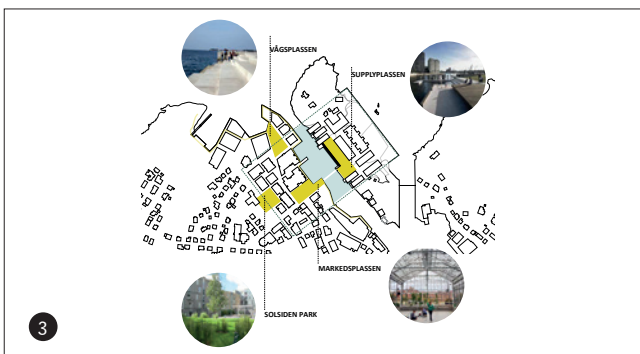 VÅGSPLASSEN
SUPPLYPLASSEN
MARKEDSPLASSEN
SOLSIDEN PARK
3